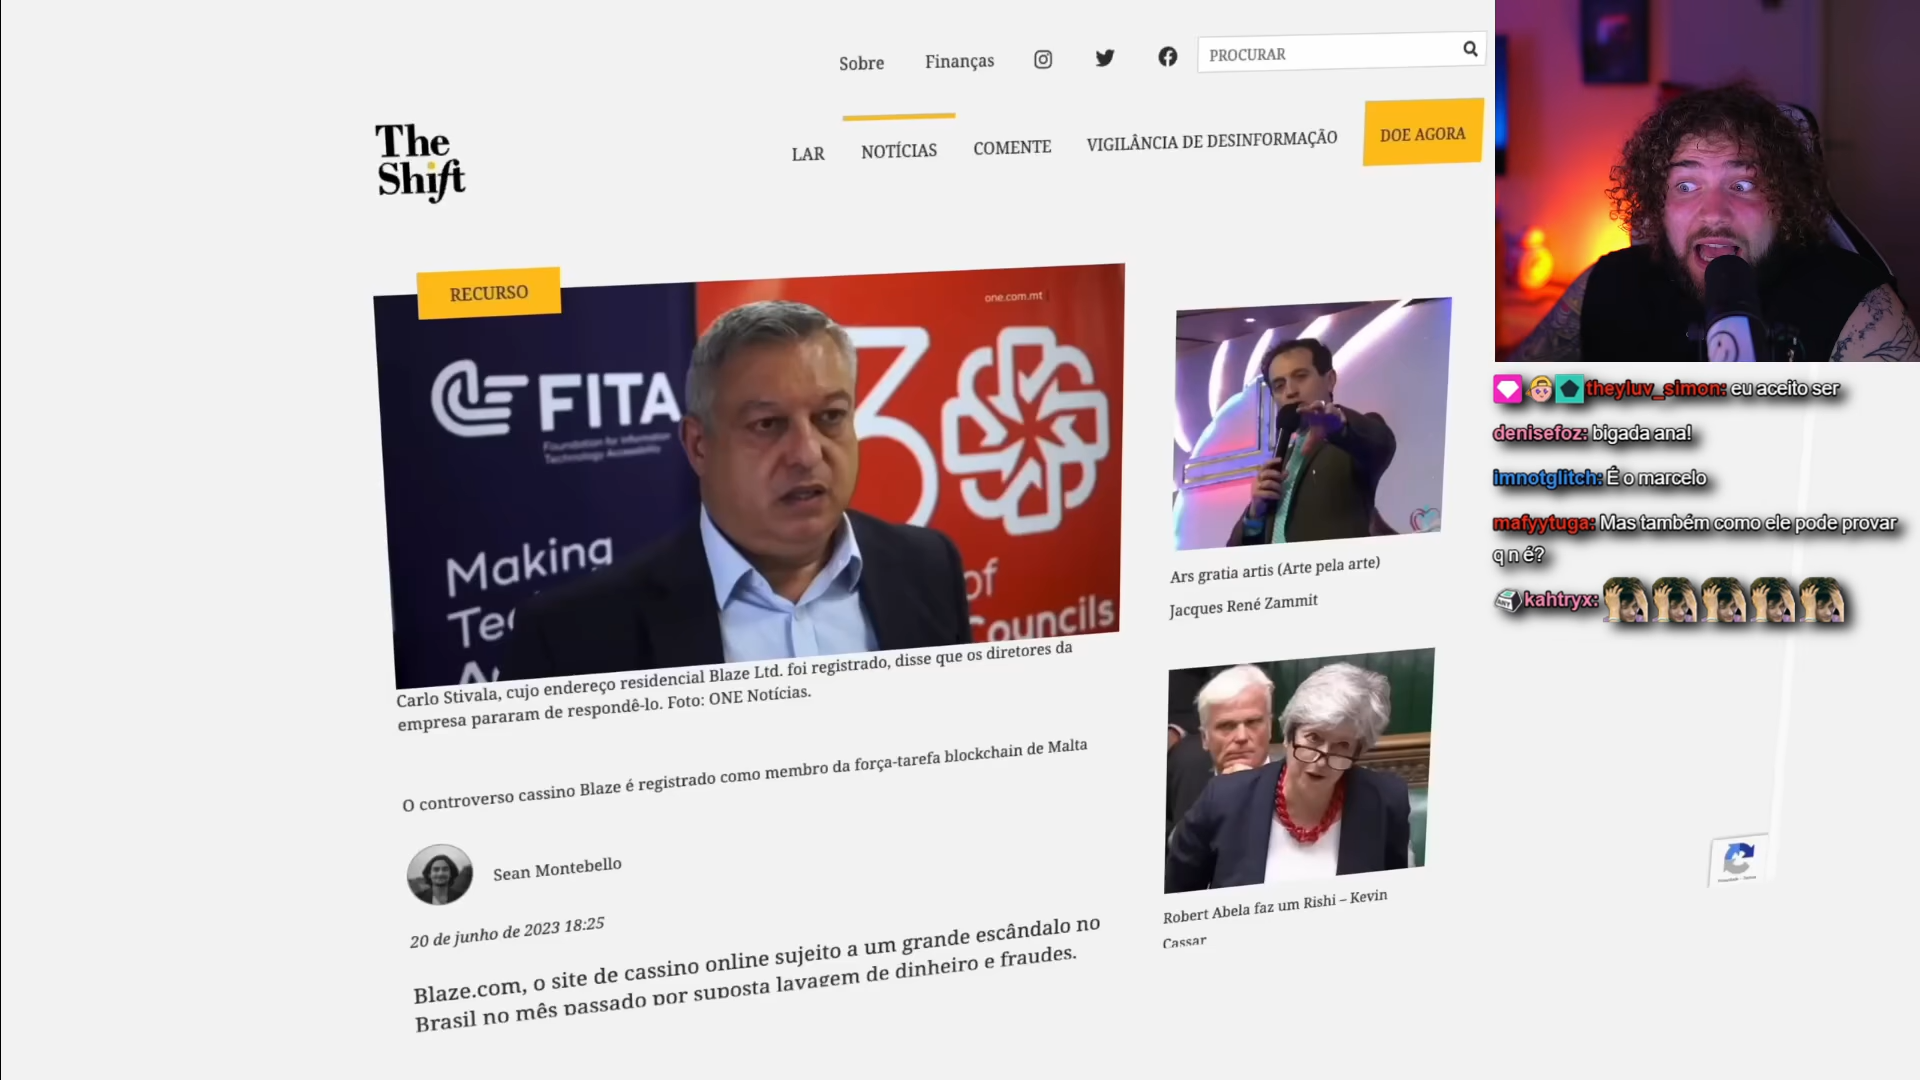 Sobre
Finanças
PROCURAR
The
Shift
LAR
NOTÍCIAS
COMENTE
VIGILÂNCIA DE DESINFORMAÇÃO
DOE AGORA
RECURSO
one.com.mt
FITA
Foundation for Information
Technology Accessibility
30
Making
of
Councils
Carlo Stivala, cujo endereço residencial Blaze Ltd. foi registrado, disse que os diretores da
empresa pararam de respondê-lo. Foto: ONE Notícias.
O controverso cassino Blaze é registrado como membro da força-tarefa blockchain de Malta
Sean Montebello
20 de junho de 2023 18:25
Blaze.com, o site de cassino online sujeito a um grande escândalo no
Brasil no mês passado por suposta lavagem de dinheiro e fraudes.
Ars gratia artis (Arte pela arte)
Jacques René Zammit
Robert Abela faz um Rishi – Kevin
Cassar
theyluv_simon: eu aceito ser
denisefoz: bigada ana!
imnotglitch: É o marcelo
mafyytuga: Mas também como ele pode provar
q n é?
kahtryx: